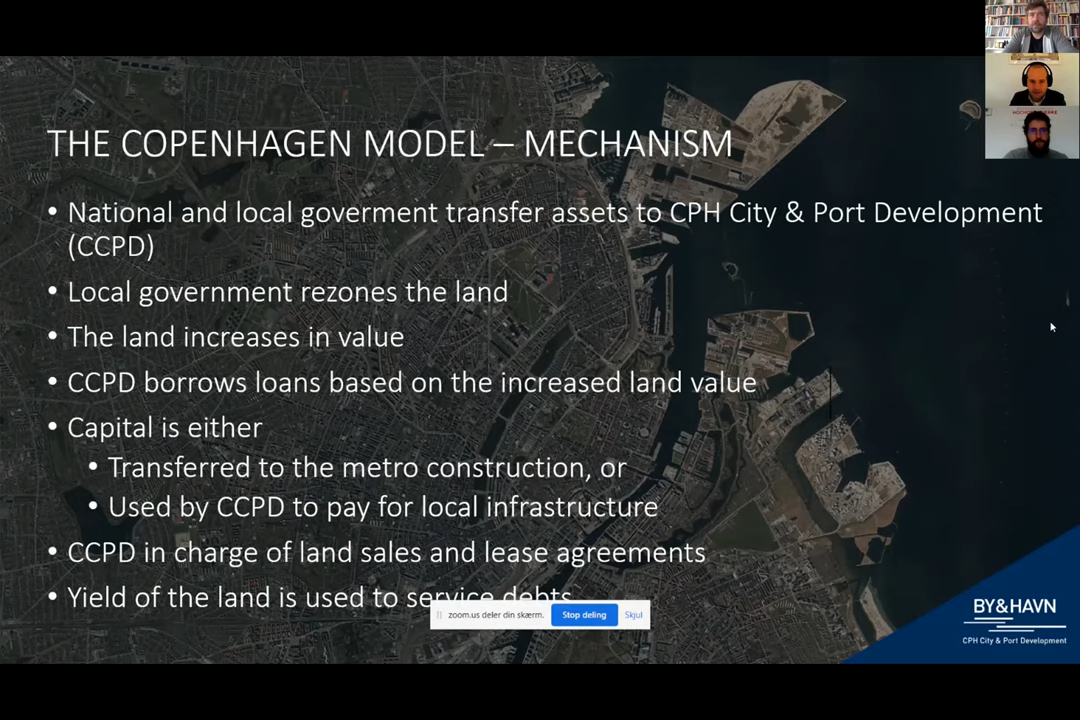 THE COPENHAGEN MODEL – MECHANISM
• National and local goverment transfer assets to CPH City & Port Development
(CCPD)
• Local government rezones the land
• The land increases in value
• CCPD borrows loans based on the increased land value
• Capital is either
• Transferred to the metro construction, or
• Used by CCPD to pay for local infrastructure
• CCPD in charge of land sales and lease agreements
• Yield of the land is used to service debts
zoom.us deler din skærm. Stop deling Skjul
BY&HAVN
CPH City & Port Development